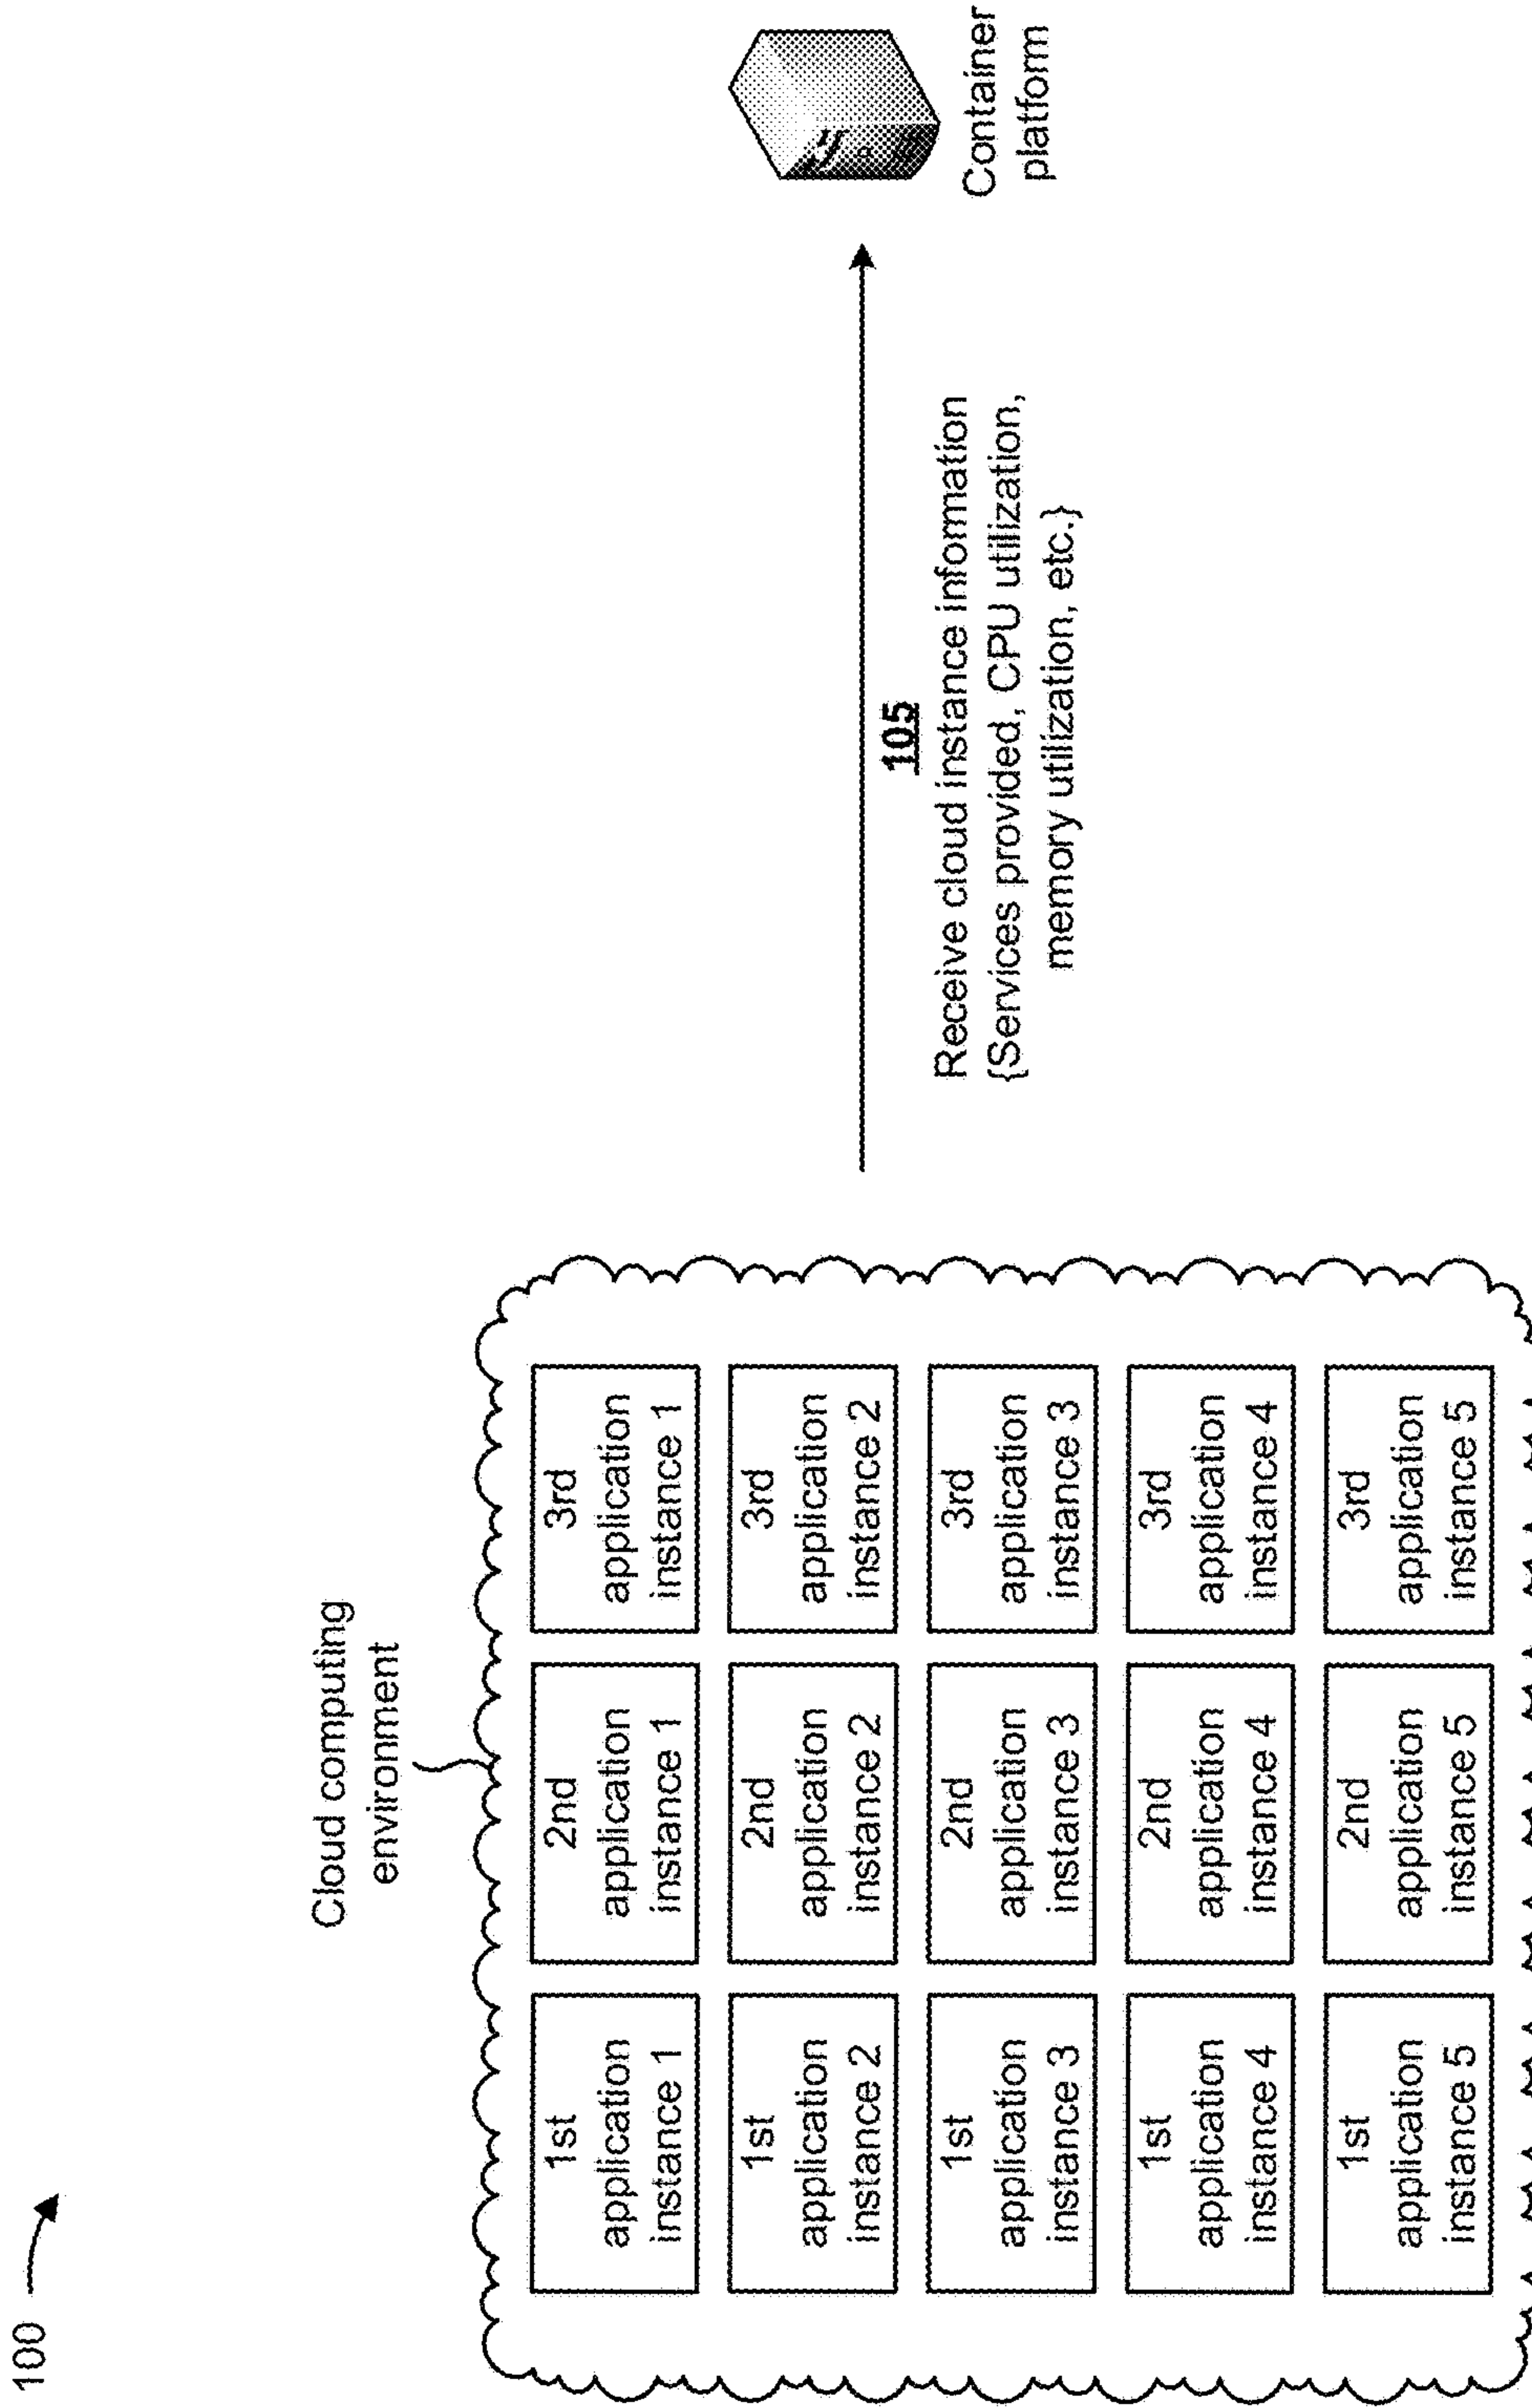 100
Cloud computing
environment
1st
application
instance 1
2nd
application
instance 1
3rd
application
instance 1
1st
application
instance 2
2nd
application
instance 2
3rd
application
instance 2
1st
application
instance 3
2nd
application
instance 3
3rd
application
instance 3
1st
application
instance 4
2nd
application
instance 4
3rd
application
instance 4
1st
application
instance 5
2nd
application
instance 5
3rd
application
instance 5
105
Receive cloud instance information
{Services provided, CPU utilization,
memory utilization, etc.}
Container
platform